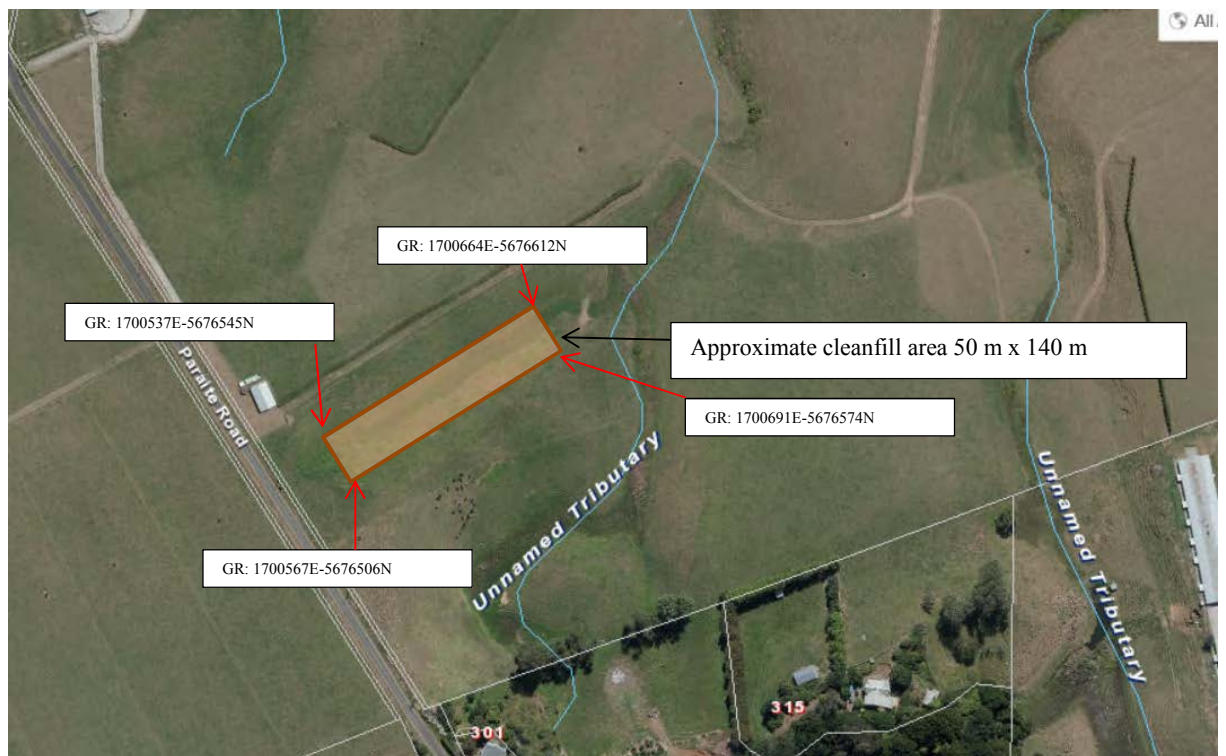 All
GR: 1700664E-5676612N
GR: 1700537E-5676545N
Approximate cleanfill area 50 m x 140 m
Paraite Road
GR: 1700691E-5676574N
Unnamed Tributary
Unnamed Tributary
GR: 1700567E-5676506N
315
301